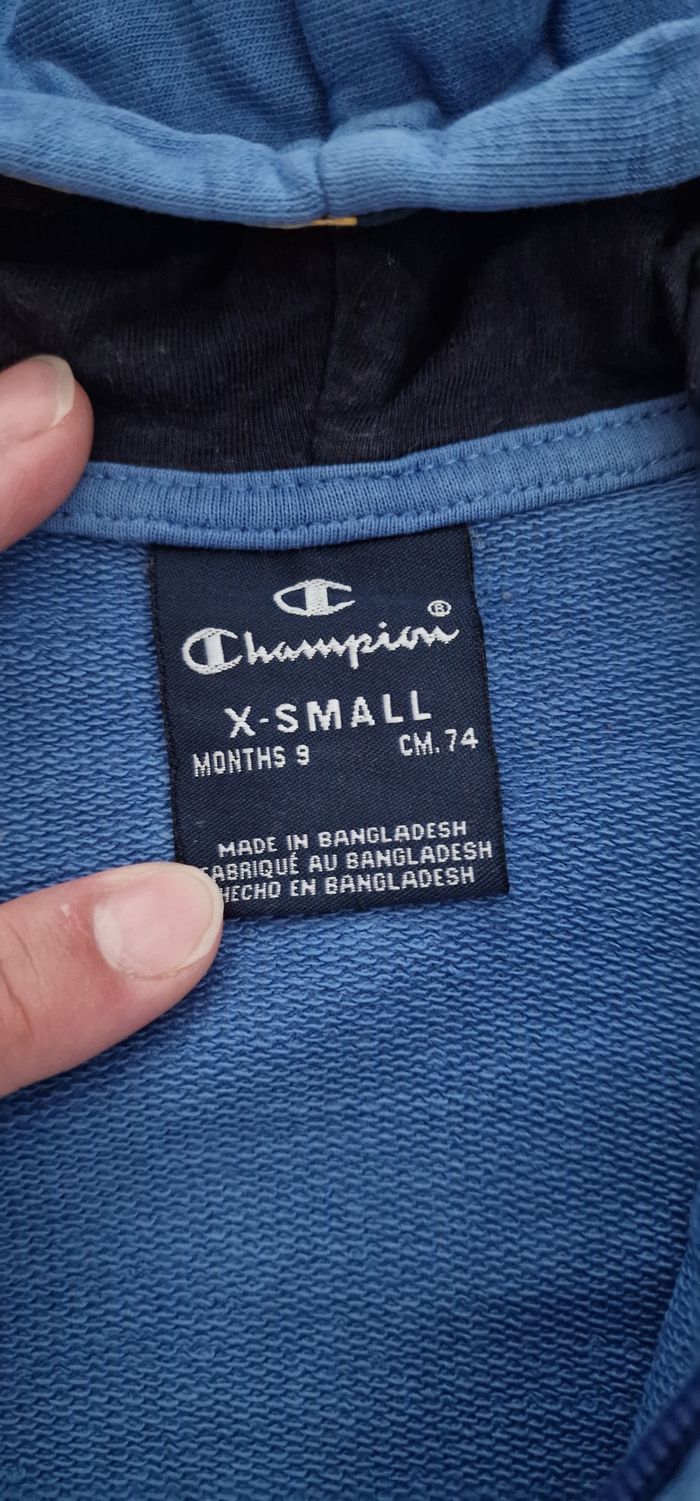 Champion®
X-SMALL
MONTHS 9 CM. 74
MADE IN BANGLADESH
FABRIQUÉ AU BANGLADESH
HECHO EN BANGLADESH